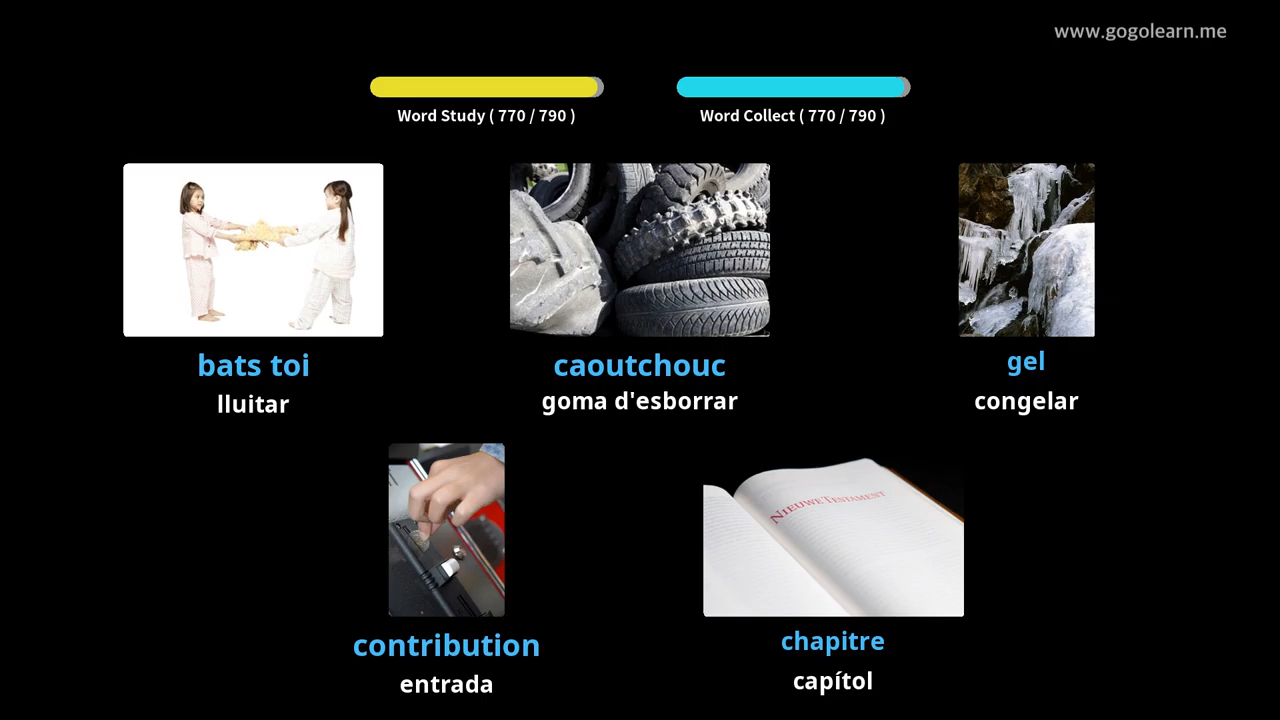 www.gogolearn.me
Word Study ( 770 / 790 )
Word Collect ( 770 / 790 )
bats toi
lluitar
caoutchouc
goma d'esborrar
gel
congelar
NIEUWE TESTAMENT
contribution
entrada
chapitre
capítol